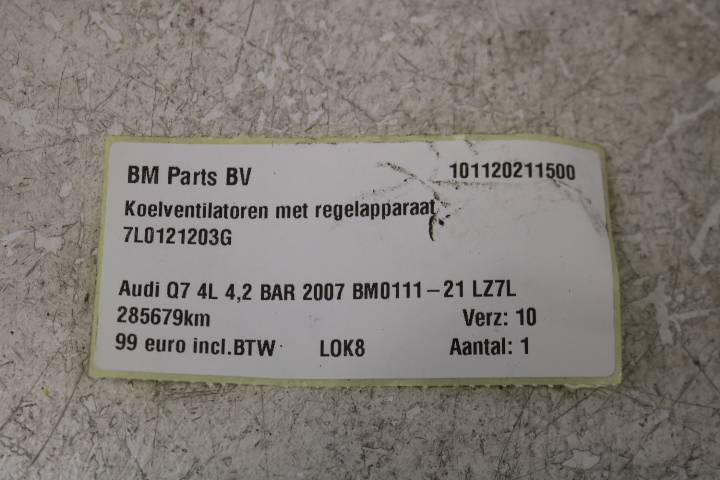 BM Parts BV 101120211500
Koelventilatoren met regelapparaat
7L0121203G
Audi Q7 4L 4,2 BAR 2007 BM0111-21 LZ7L
285679km Verz: 10
99 euro incl.BTW LOK8 Aantal: 1